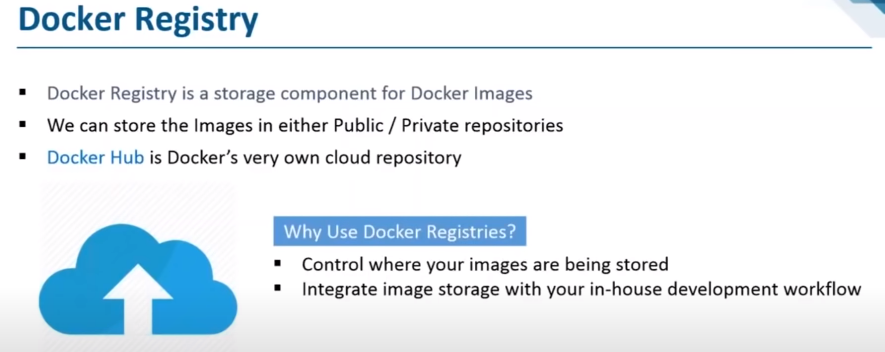 Docker Registry
▪ Docker Registry is a storage component for Docker Images
▪ We can store the Images in either Public / Private repositories
▪ Docker Hub is Docker's very own cloud repository
Why Use Docker Registries?
▪ Control where your images are being stored
▪ Integrate image storage with your in-house development workflow